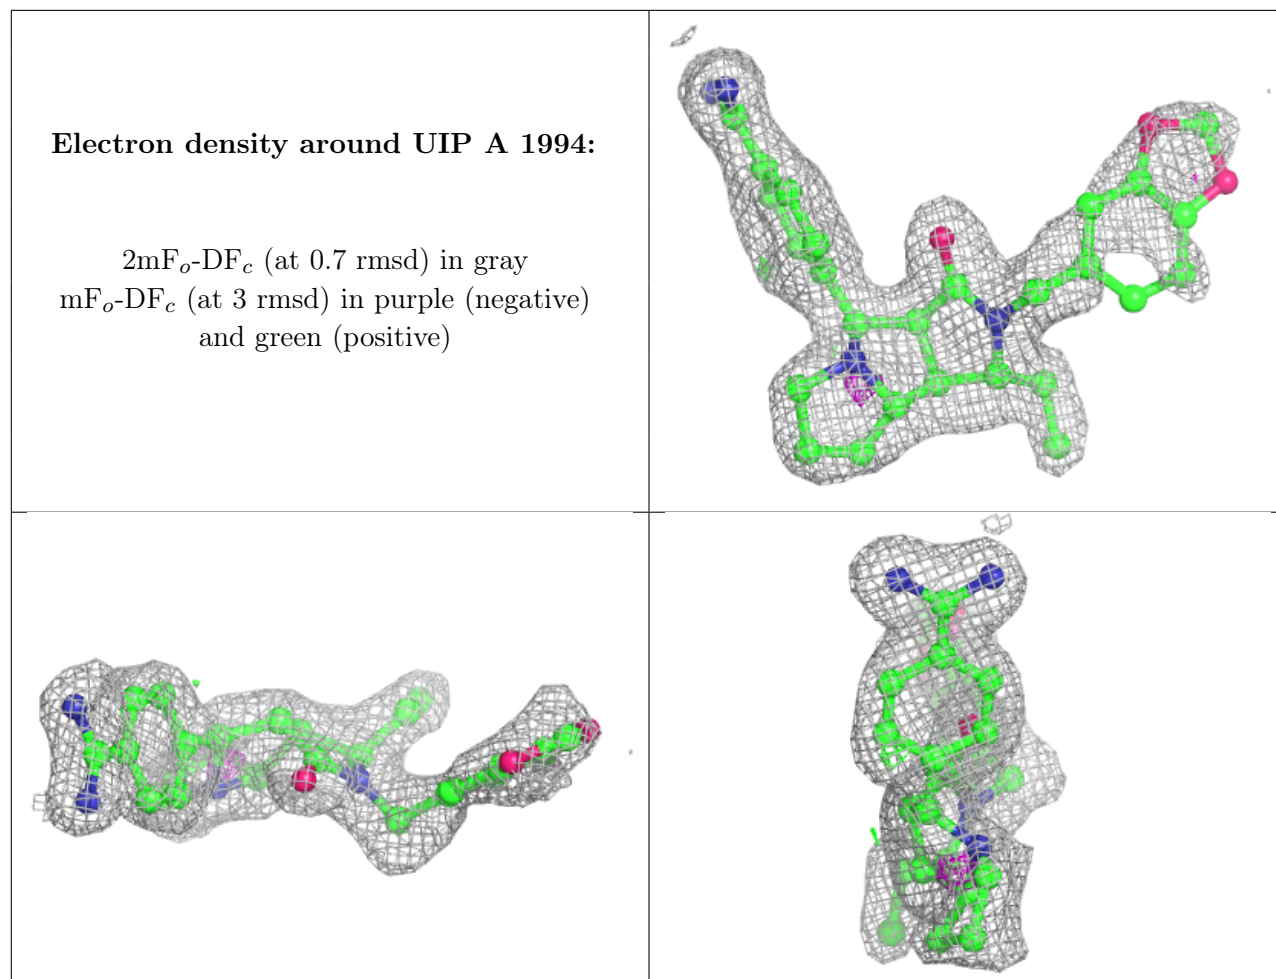 Electron density around UIP A 1994:
2mFo-DFc (at 0.7 rmsd) in gray
mFo-DFc (at 3 rmsd) in purple (negative)
and green (positive)